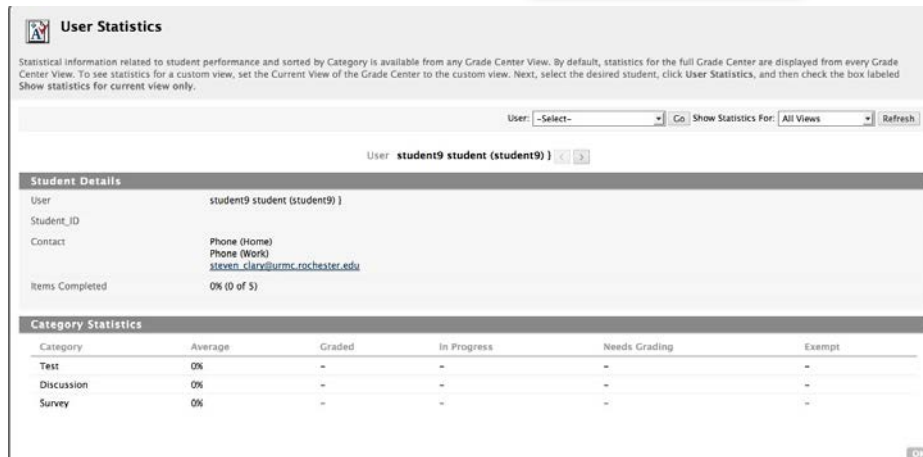 User Statistics
Statistical information related to student performance and sorted by Category is available from any Grade Center View. By default, statistics for the full Grade Center are displayed from every Grade
Center View. To see statistics for a custom view, set the Current View of the Grade Center to the custom view. Next, select the desired student, click User Statistics, and then check the box labeled
Show statistics for current view only.
User: -Select- Go Show Statistics For: All Views Refresh
User student9 student (student9) } < >
Student Details
User student9 student (student9) }
Student_ID
Contact Phone (Home)
Phone (Work)
steven_clary@urmc.rochester.edu
Items Completed 0% (0 of 5)
Category Statistics
Category Average Graded In Progress Needs Grading Exempt
Test 0% - - - -
Discussion 0% - - - -
Survey 0% - - - -